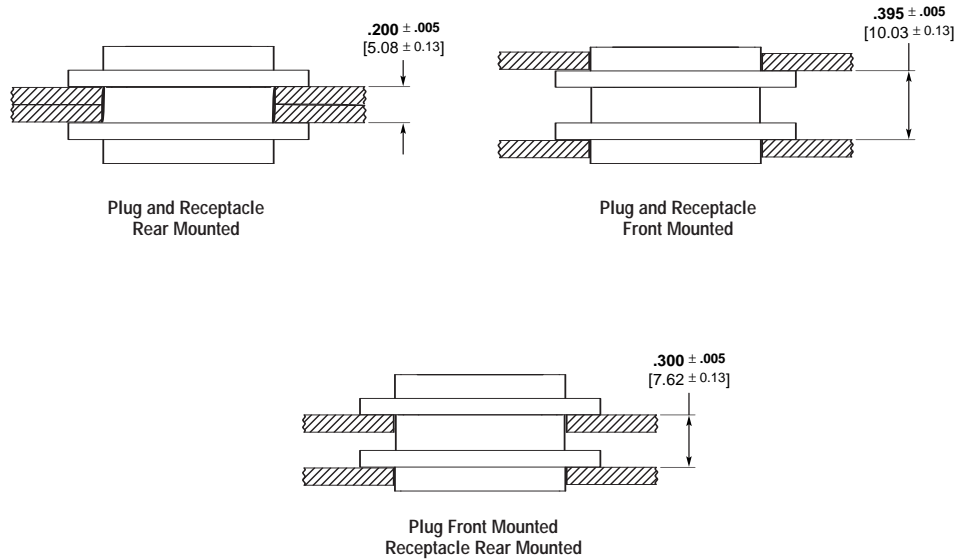 .200 ± .005
[5.08 ± 0.13]
.395 ± .005
[10.03 ± 0.13]
Plug and Receptacle
Rear Mounted
Plug and Receptacle
Front Mounted
.300 ± .005
[7.62 ± 0.13]
Plug Front Mounted
Receptacle Rear Mounted